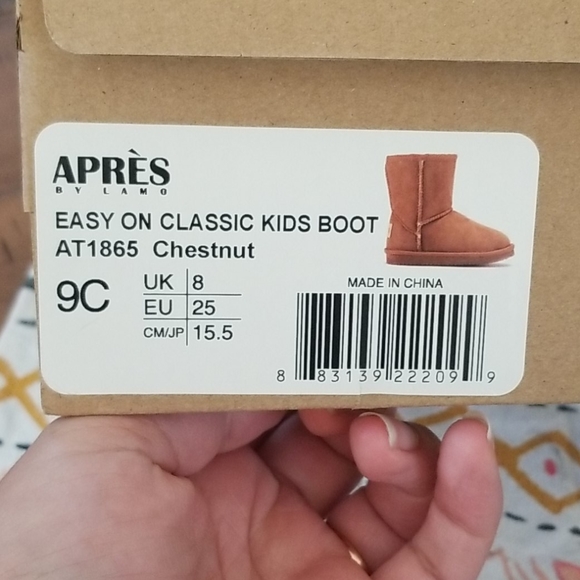 APRÈS
BY LAMO
EASY ON CLASSIC KIDS BOOT
AT1865 Chestnut
9C
UK 8
EU 25
CM/JP 15.5
MADE IN CHINA
8 83139 22209 9